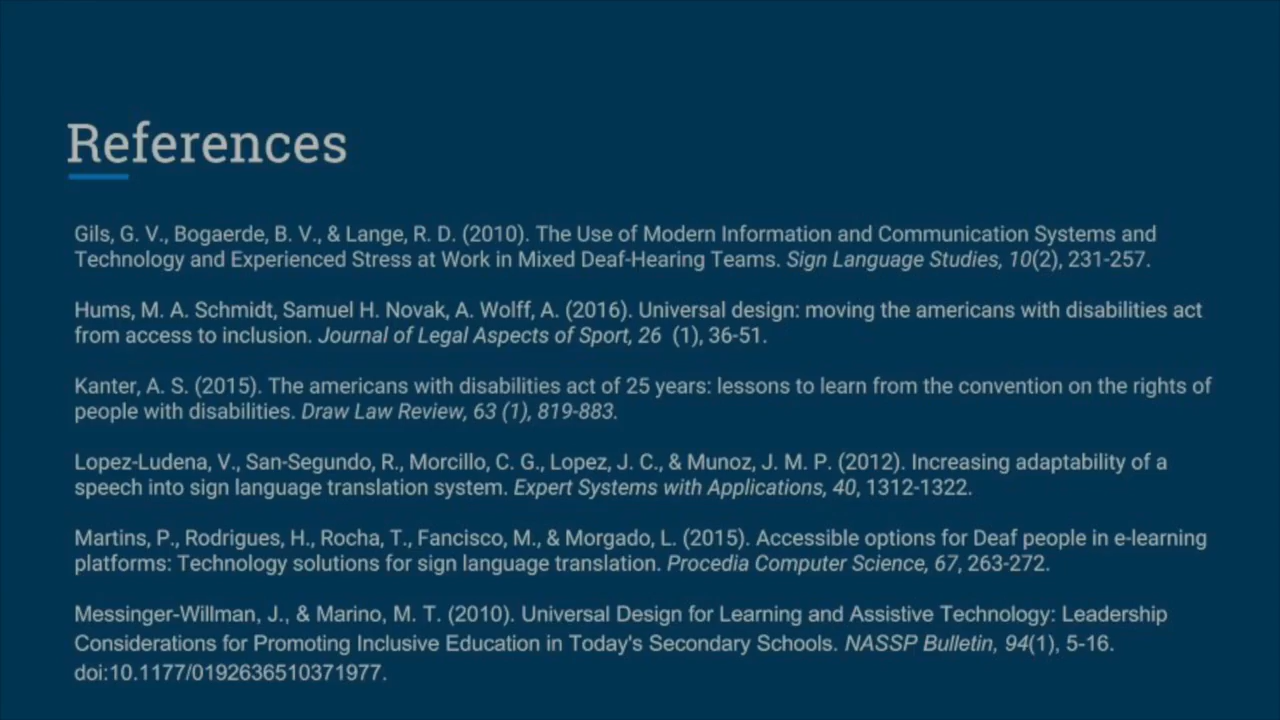 References
Gils, G. V., Bogaerde, B. V., & Lange, R. D. (2010). The Use of Modern Information and Communication Systems and
Technology and Experienced Stress at Work in Mixed Deaf-Hearing Teams. Sign Language Studies, 10(2), 231-257.
Hums, M. A. Schmidt, Samuel H. Novak, A. Wolff, A. (2016). Universal design: moving the americans with disabilities act
from access to inclusion. Journal of Legal Aspects of Sport, 26 (1), 36-51.
Kanter, A. S. (2015). The americans with disabilities act of 25 years: lessons to learn from the convention on the rights of
people with disabilities. Draw Law Review, 63 (1), 819-883.
Lopez-Ludena, V., San-Segundo, R., Morcillo, C. G., Lopez, J. C., & Munoz, J. M. P. (2012). Increasing adaptability of a
speech into sign language translation system. Expert Systems with Applications, 40, 1312-1322.
Martins, P., Rodrigues, H., Rocha, T., Fancisco, M., & Morgado, L. (2015). Accessible options for Deaf people in e-learning
platforms: Technology solutions for sign language translation. Procedia Computer Science, 67, 263-272.
Messinger-Willman, J., & Marino, M. T. (2010). Universal Design for Learning and Assistive Technology: Leadership
Considerations for Promoting Inclusive Education in Today's Secondary Schools. NASSP Bulletin, 94(1), 5-16.
doi:10.1177/0192636510371977.